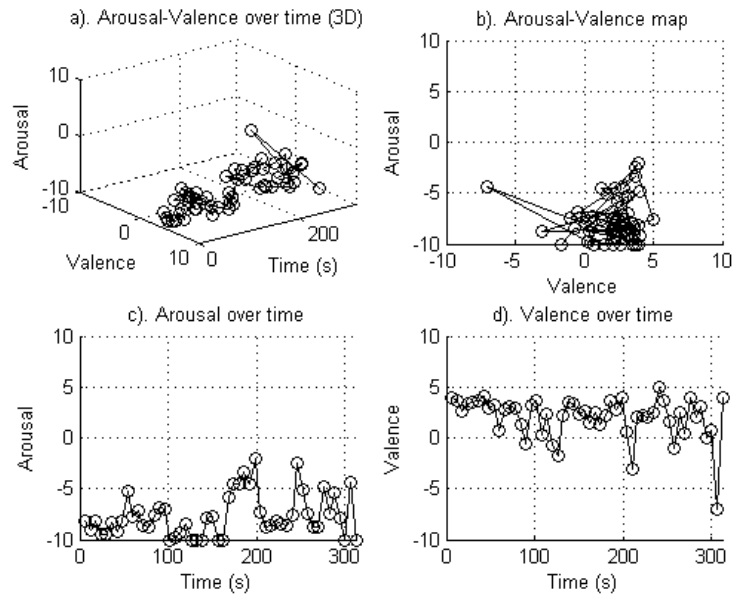 a). Arousal-Valence over time (3D)
10
0
-10
Arousal
-10
0
10
Valence
0
200
Time (s)
b). Arousal-Valence map
10
5
0
-5
-10
Arousal
-10
-5
0
5
10
Valence
c). Arousal over time
10
5
0
-5
-10
Arousal
0
100
200
300
Time (s)
d). Valence over time
10
5
0
-5
-10
Valence
0
100
200
300
Time (s)